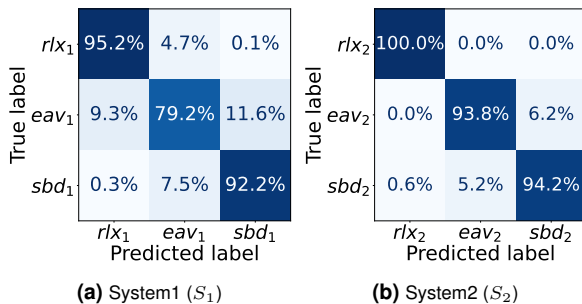 True label
rlx₁ 95.2% 4.7% 0.1%
eav₁ 9.3% 79.2% 11.6%
sbd₁ 0.3% 7.5% 92.2%
rlx₁ eav₁ sbd₁
Predicted label
(a) System1 (S₁)
True label
rlx₂ 100.0% 0.0% 0.0%
eav₂ 0.0% 93.8% 6.2%
sbd₂ 0.6% 5.2% 94.2%
rlx₂ eav₂ sbd₂
Predicted label
(b) System2 (S₂)